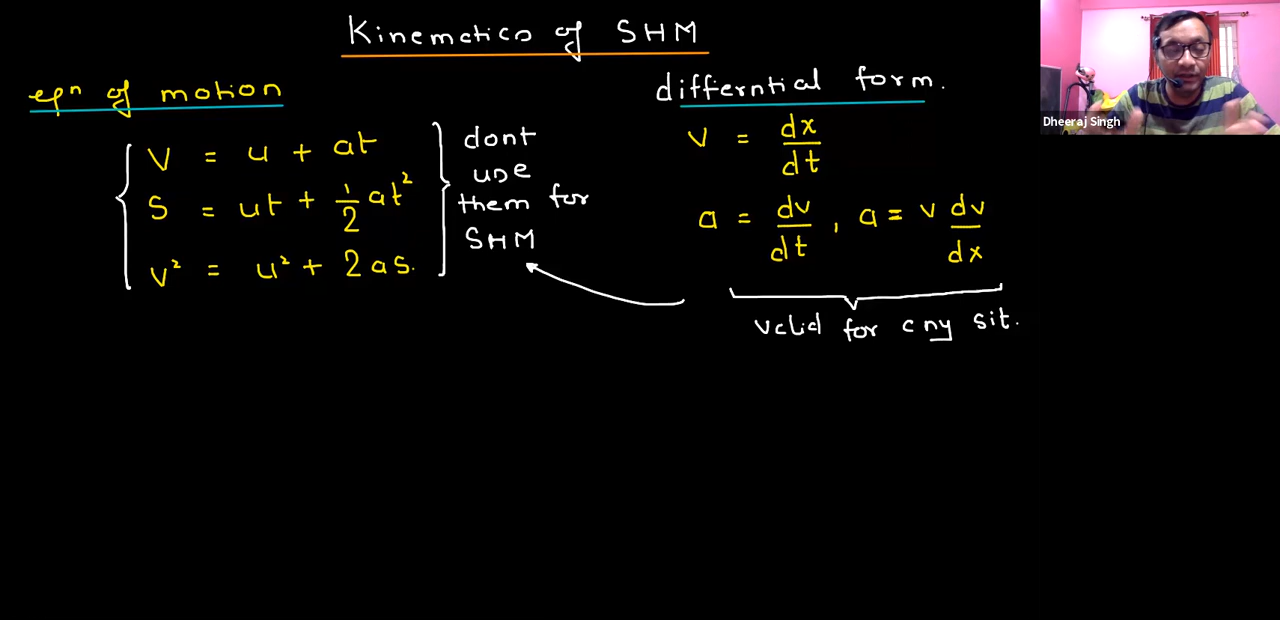 Kinematics of SHM
eqn of motion
V = u + at
S = ut + 1/2 at²
V² = u² + 2as.
dont
use
them for
SHM
differntial form.
V = dx/dt
a = dv/dt , a = v dv/dx
valid for any sit.
Dheeraj Singh